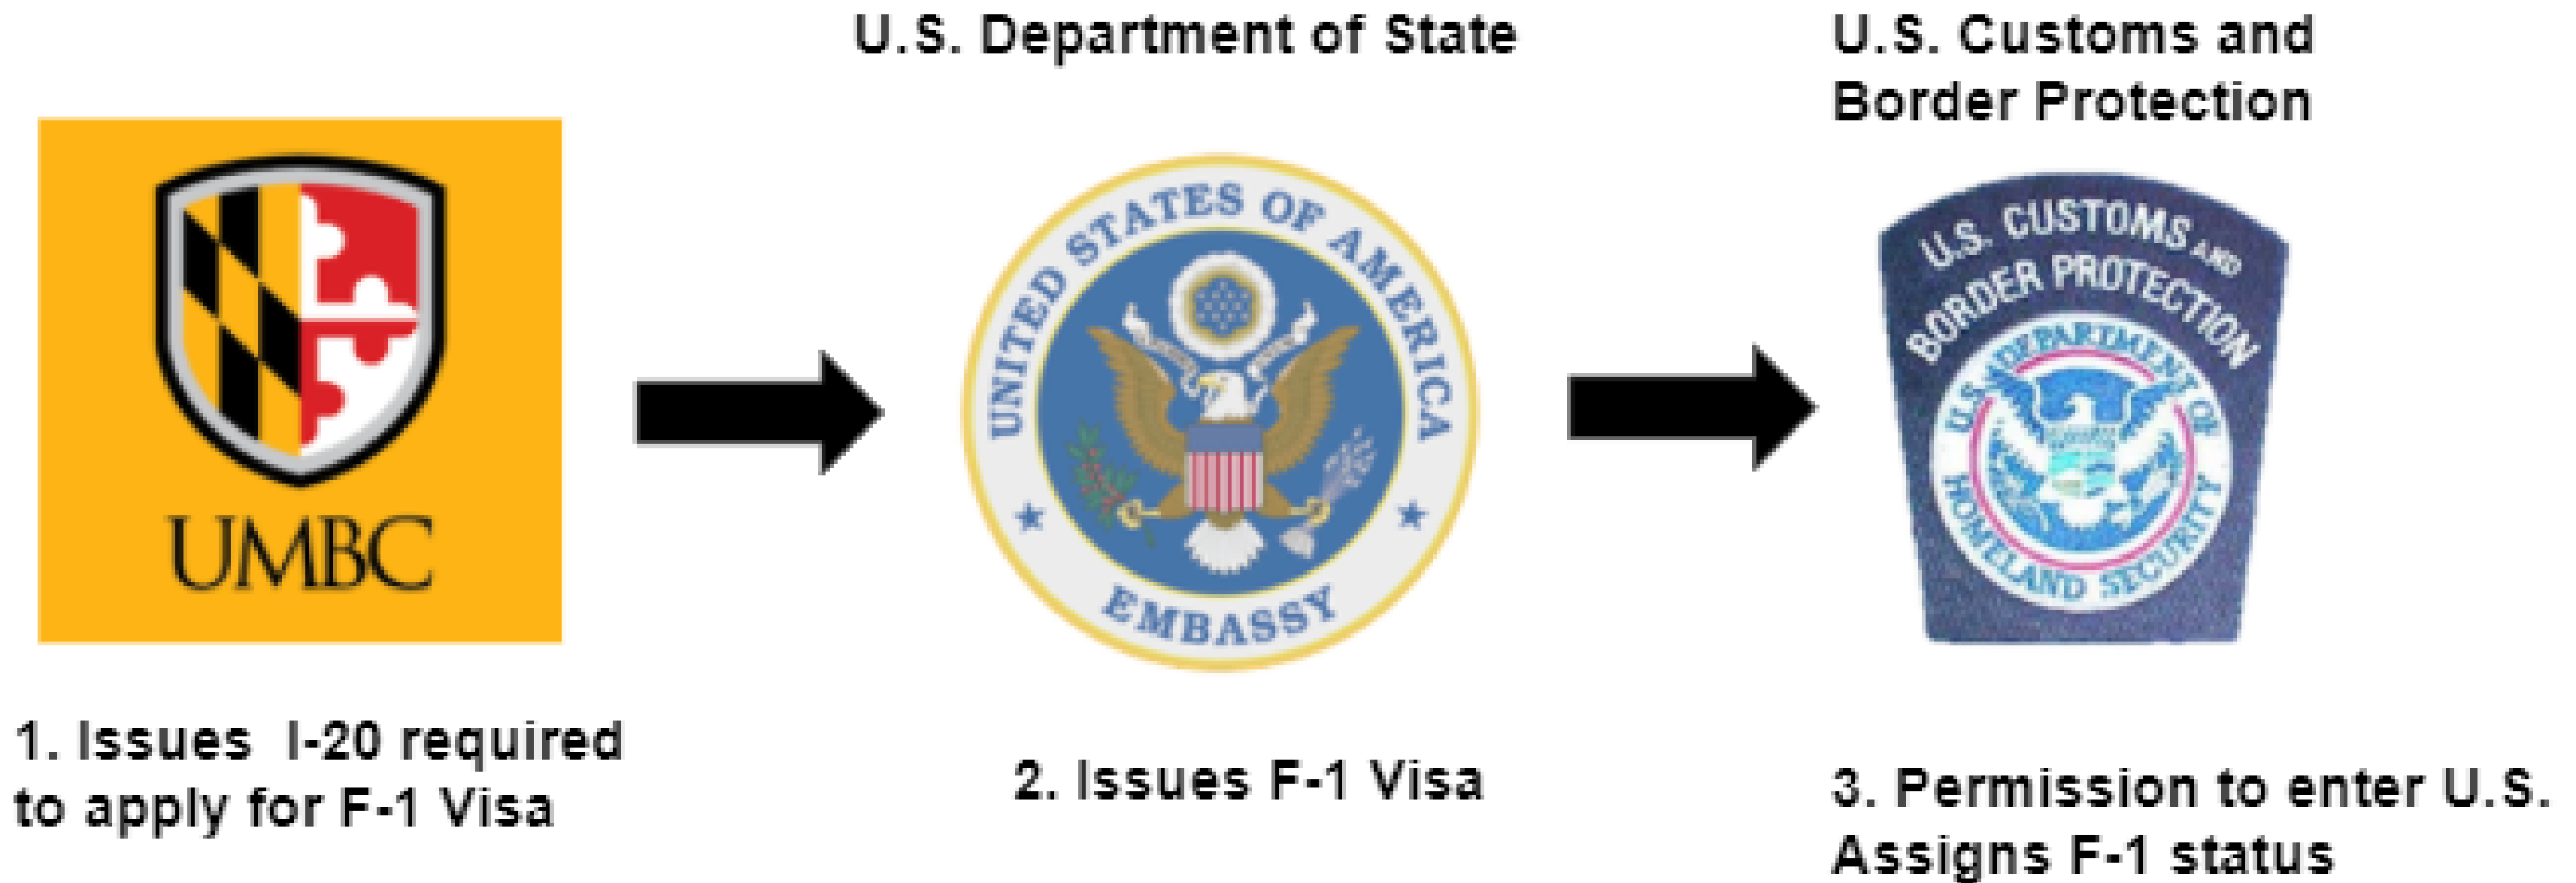 U.S. Department of State
U.S. Customs and
Border Protection
UMBC
UNITED STATES OF AMERICA
EMBASSY
U.S. CUSTOMS AND
BORDER PROTECTION
U.S. DEPARTMENT OF
HOMELAND SECURITY
1. Issues I-20 required
to apply for F-1 Visa
2. Issues F-1 Visa
3. Permission to enter U.S.
Assigns F-1 status